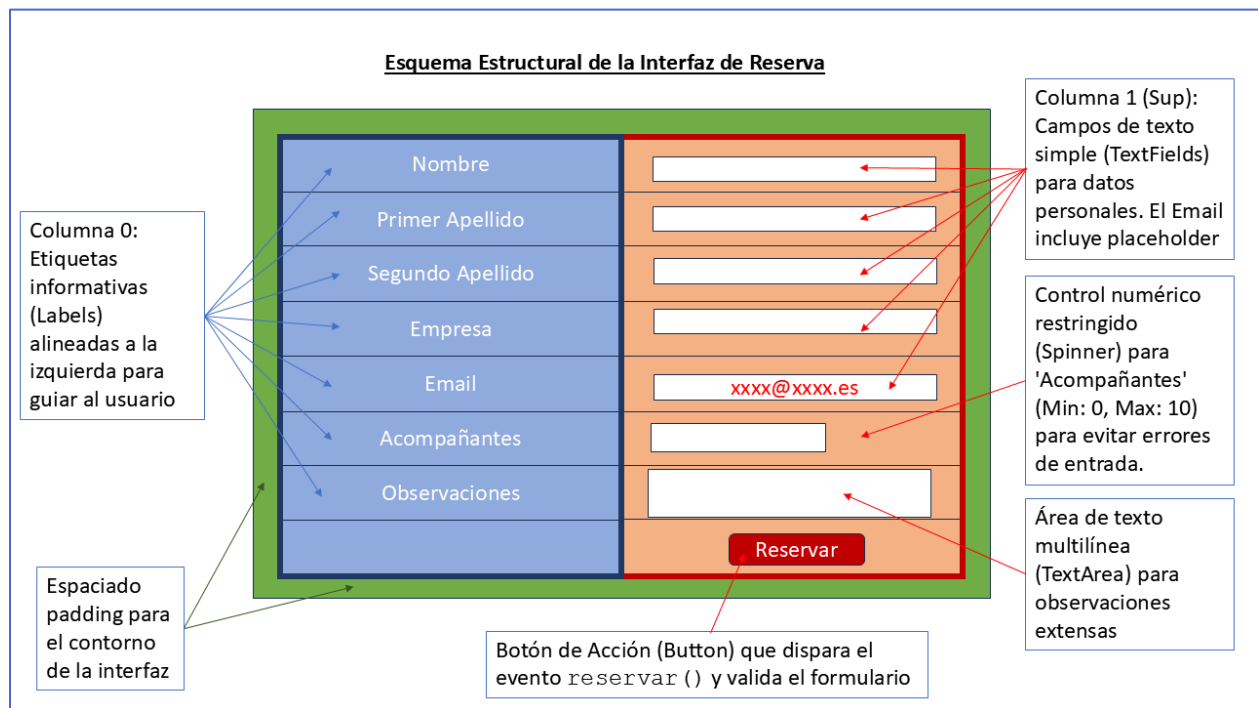 Esquema Estructural de la Interfaz de Reserva
Columna 0:
Etiquetas
informativas
(Labels)
alineadas a la
izquierda para
guiar al usuario
Espaciado
padding para
el contorno
de la interfaz
Nombre
Primer Apellido
Segundo Apellido
Empresa
Email
xxxx@xxxx.es
Acompañantes
Observaciones
Reservar
Columna 1 (Sup):
Campos de texto
simple (TextFields)
para datos
personales. El Email
incluye placeholder
Control numérico
restringido
(Spinner) para
'Acompañantes'
(Min: 0, Max: 10)
para evitar errores
de entrada.
Área de texto
multilínea
(TextArea) para
observaciones
extensas
Botón de Acción (Button) que dispara el
evento reservar() y valida el formulario